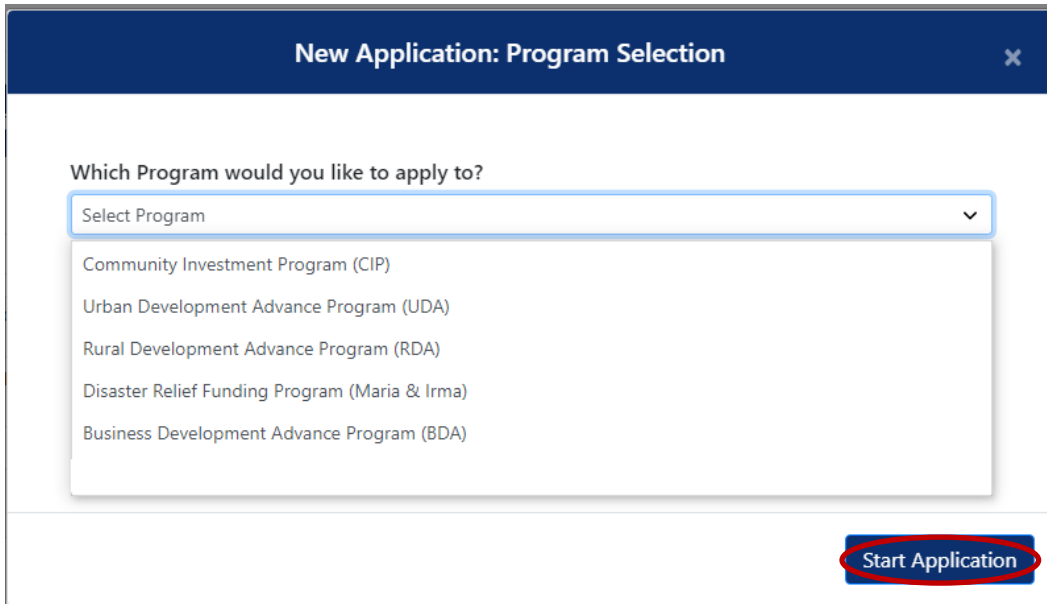 New Application: Program Selection
Which Program would you like to apply to?
Select Program
Community Investment Program (CIP)
Urban Development Advance Program (UDA)
Rural Development Advance Program (RDA)
Disaster Relief Funding Program (Maria & Irma)
Business Development Advance Program (BDA)
Start Application